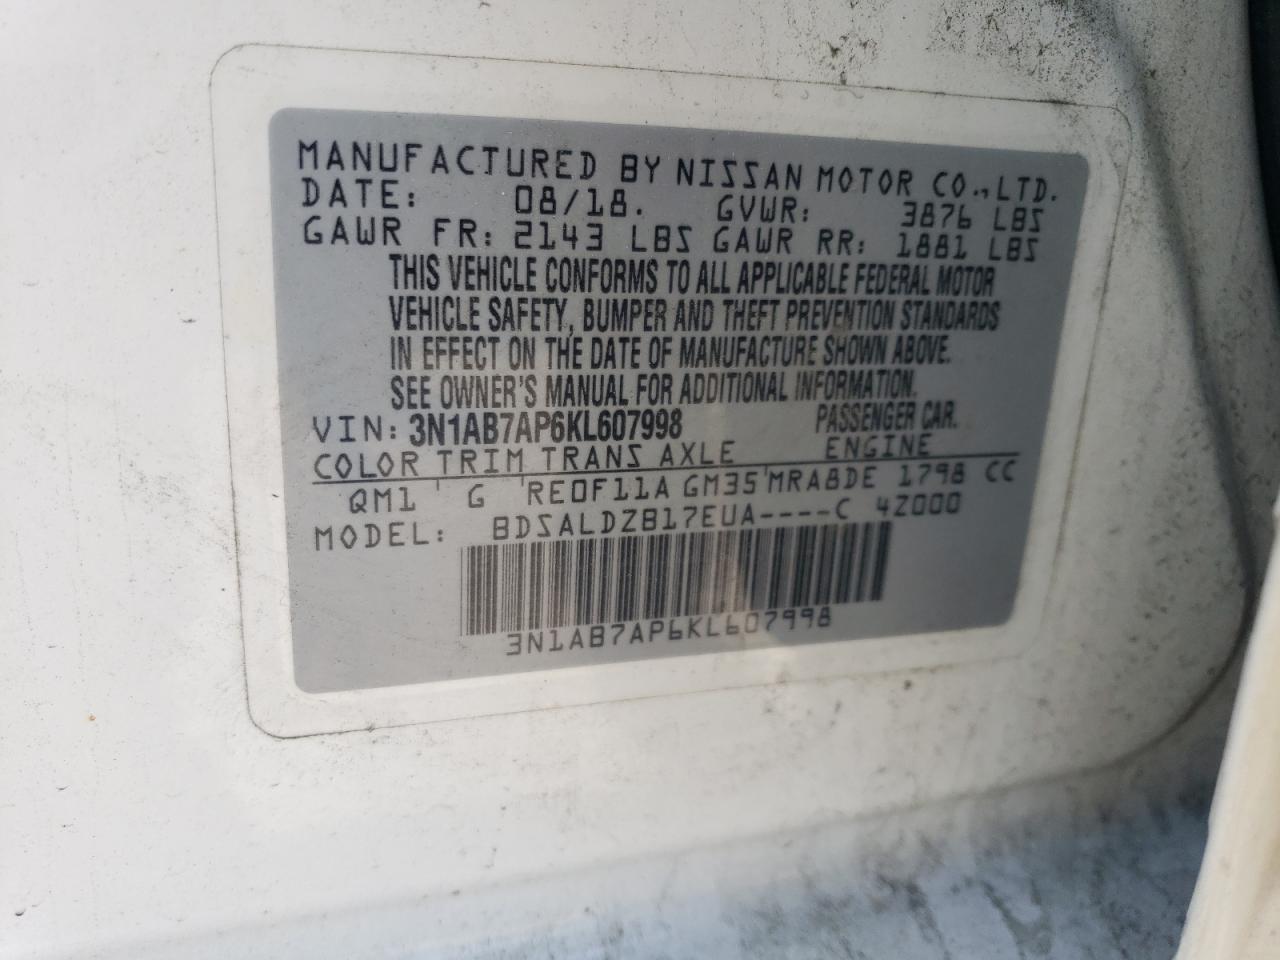 MANUFACTURED BY NISSAN MOTOR CO.,LTD.
DATE: 08/18. GVWR: 3876 LBS
GAWR FR: 2143 LBS GAWR RR: 1881 LBS
THIS VEHICLE CONFORMS TO ALL APPLICABLE FEDERAL MOTOR
VEHICLE SAFETY, BUMPER AND THEFT PREVENTION STANDARDS
IN EFFECT ON THE DATE OF MANUFACTURE SHOWN ABOVE.
SEE OWNER'S MANUAL FOR ADDITIONAL INFORMATION.
VIN: 3N1AB7AP6KL607998 PASSENGER CAR.
COLOR TRIM TRANS AXLE ENGINE
QM1 ' G ' RE0F11A GM35 ' MRA8DE 1798 CC
MODEL: BDSALDZB17EUA----C 4Z000
3N1AB7AP6KL607998